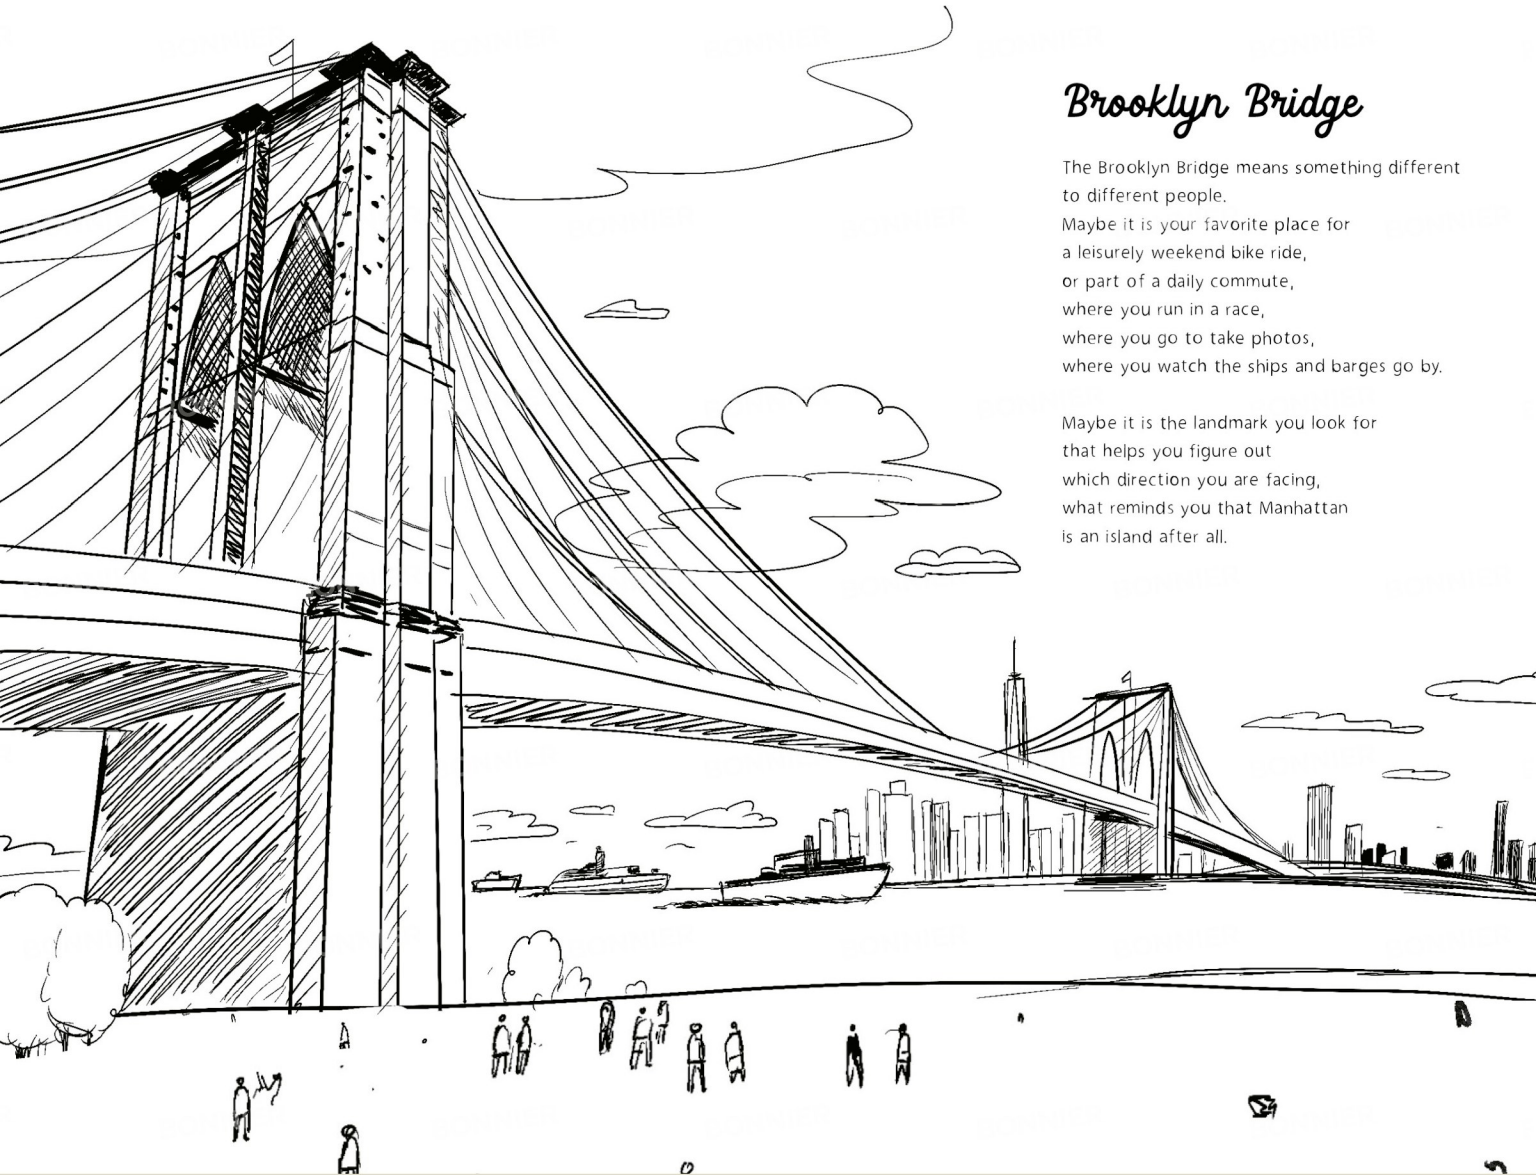 Brooklyn Bridge
The Brooklyn Bridge means something different
to different people.
Maybe it is your favorite place for
a leisurely weekend bike ride,
or part of a daily commute,
where you run in a race,
where you go to take photos,
where you watch the ships and barges go by.
Maybe it is the landmark you look for
that helps you figure out
which direction you are facing,
what reminds you that Manhattan
is an island after all.